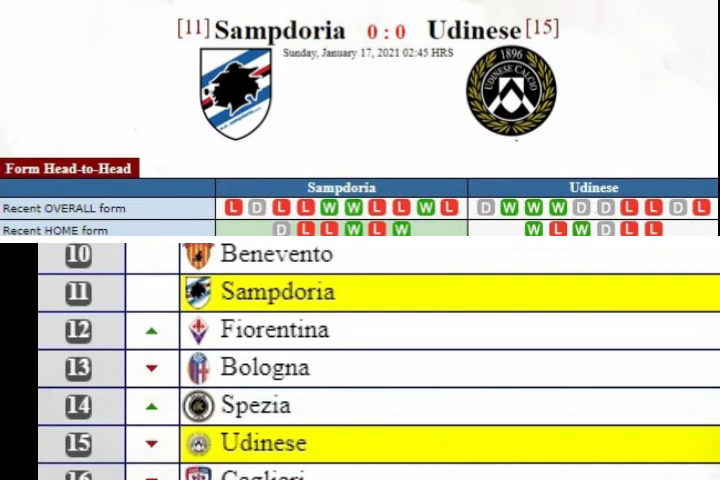 [11] Sampdoria 0 : 0 Udinese [15]
Sunday, January 17, 2021 02:45 HRS
1896
UDINESE CALCIO
Form Head-to-Head
Sampdoria Udinese
Recent OVERALL form L D L L W W L L W L D W W W D D L L D L
Recent HOME form D L L W L W W L W D L L
10 Benevento
11 Sampdoria
12 Fiorentina
13 Bologna
14 Spezia
15 Udinese
16 Cagliari